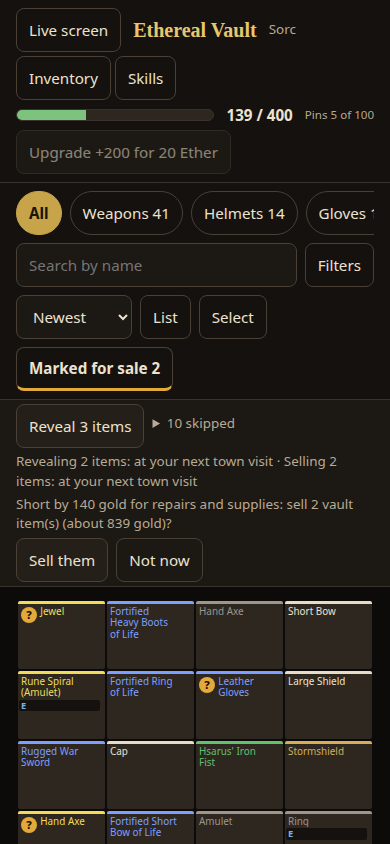 Live screen
Ethereal Vault
Sorc
Inventory
Skills
139 / 400
Pins 5 of 100
Upgrade +200 for 20 Ether
All
Weapons 41
Helmets 14
Gloves
Search by name
Filters
Newest
List
Select
Marked for sale 2
Reveal 3 items
▶ 10 skipped
Revealing 2 items: at your next town visit · Selling 2
items: at your next town visit
Short by 140 gold for repairs and supplies: sell 2 vault
item(s) (about 839 gold)?
Sell them
Not now
? Jewel
Fortified
Heavy Boots
of Life
Hand Axe
Short Bow
Rune Spiral
(Amulet)
E
Fortified Ring
of Life
? Leather
Gloves
Large Shield
Rugged War
Sword
Cap
Hsarus' Iron
Fist
Stormshield
? Hand Axe
Fortified Short
Bow of Life
Amulet
Ring
E